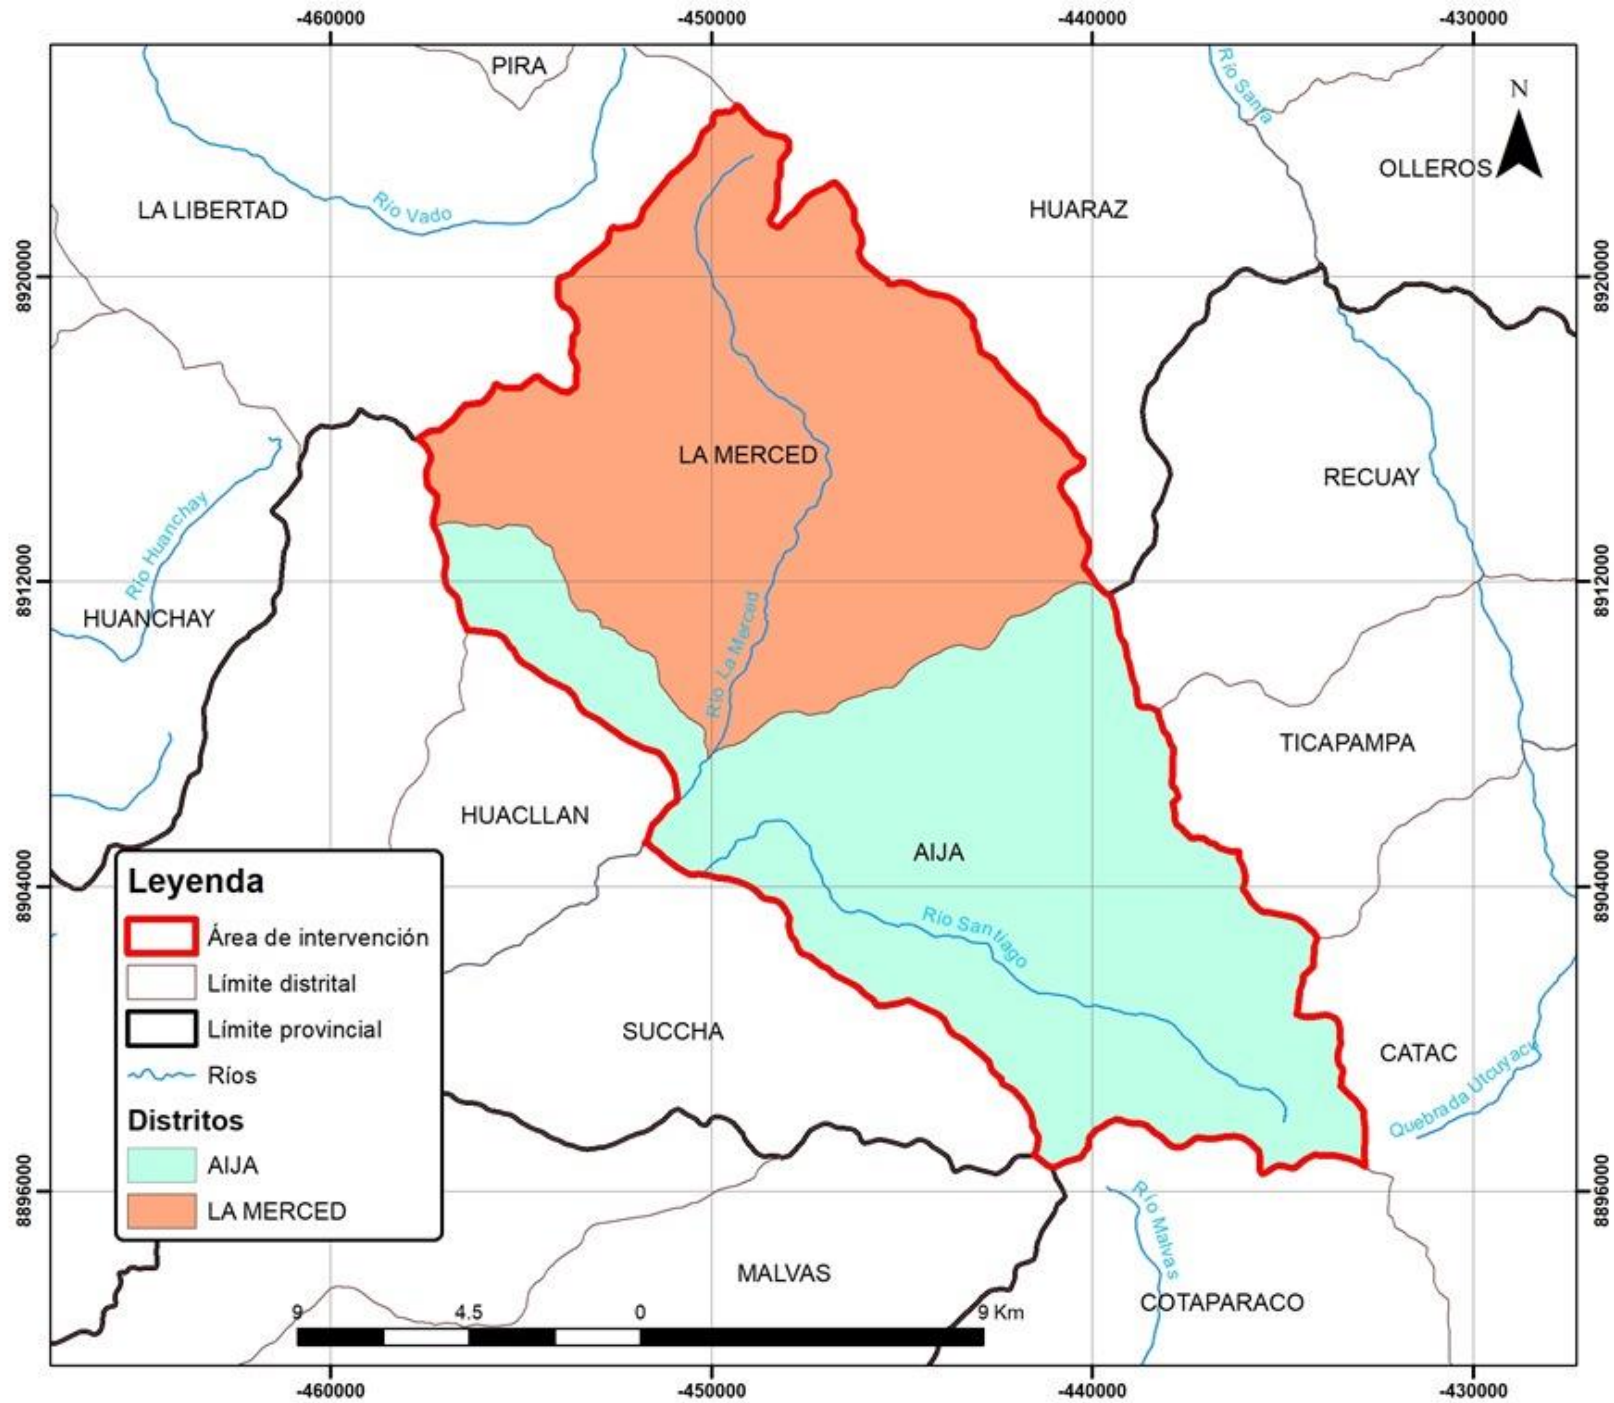 -460000
-450000
-440000
-430000
PIRA
Río Santa
N
OLLEROS
LA LIBERTAD
Río Vado
HUARAZ
8920000
8920000
LA MERCED
RECUAY
Río Huanchay
8912000
8912000
HUANCHAY
Río La Merced
TICAPAMPA
HUACLLAN
AIJA
8904000
8904000
Río Santíago
SUCCHA
CATAC
Quebrada Utcuyacu
Leyenda
Área de intervención
Límite distrital
Límite provincial
Ríos
Distritos
AIJA
LA MERCED
8896000
8896000
Río Malvas
MALVAS
COTAPARACO
9
4.5
0
9 Km
-460000
-450000
-440000
-430000